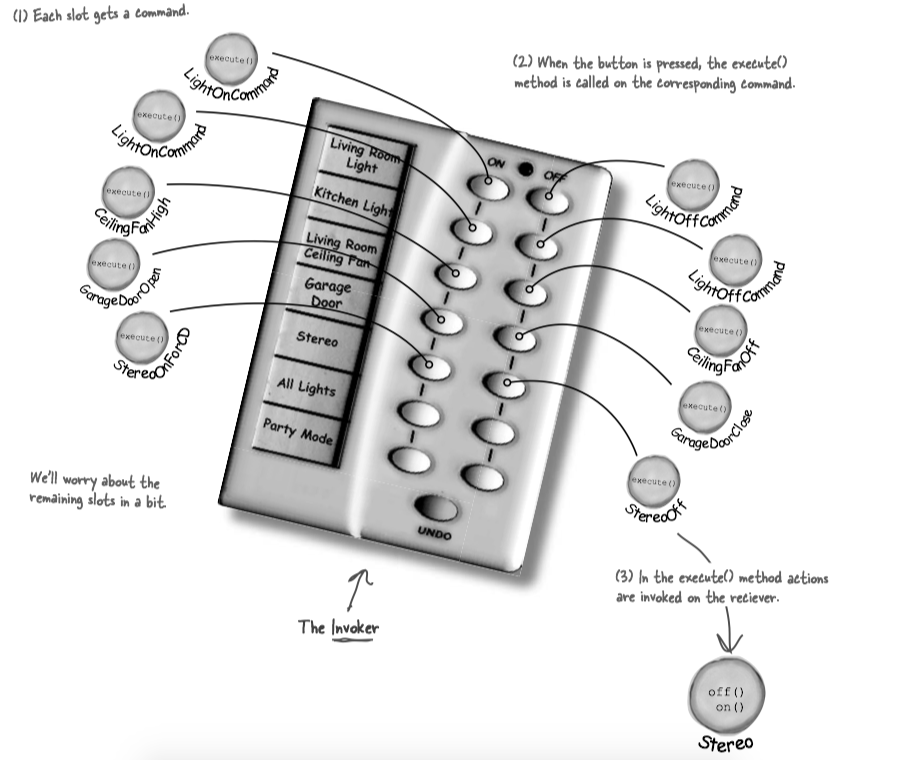 (1) Each slot gets a command.
(2) When the button is pressed, the execute()
method is called on the corresponding command.
execute()
LightOnCommand
execute()
LightOnCommand
execute()
CeilingFanHigh
execute()
GarageDoorOpen
execute()
StereoOnForCD
Living Room
Light
Kitchen Light
Living Room
Ceiling Fan
Garage
Door
Stereo
All Lights
Party Mode
ON
OFF
UNDO
execute()
LightOffCommand
execute()
LightOffCommand
execute()
CeilingFanOff
execute()
GarageDoorClose
execute()
StereoOff
We'll worry about the
remaining slots in a bit.
The Invoker
(3) In the execute() method actions
are invoked on the reciever.
off()
on()
Stereo